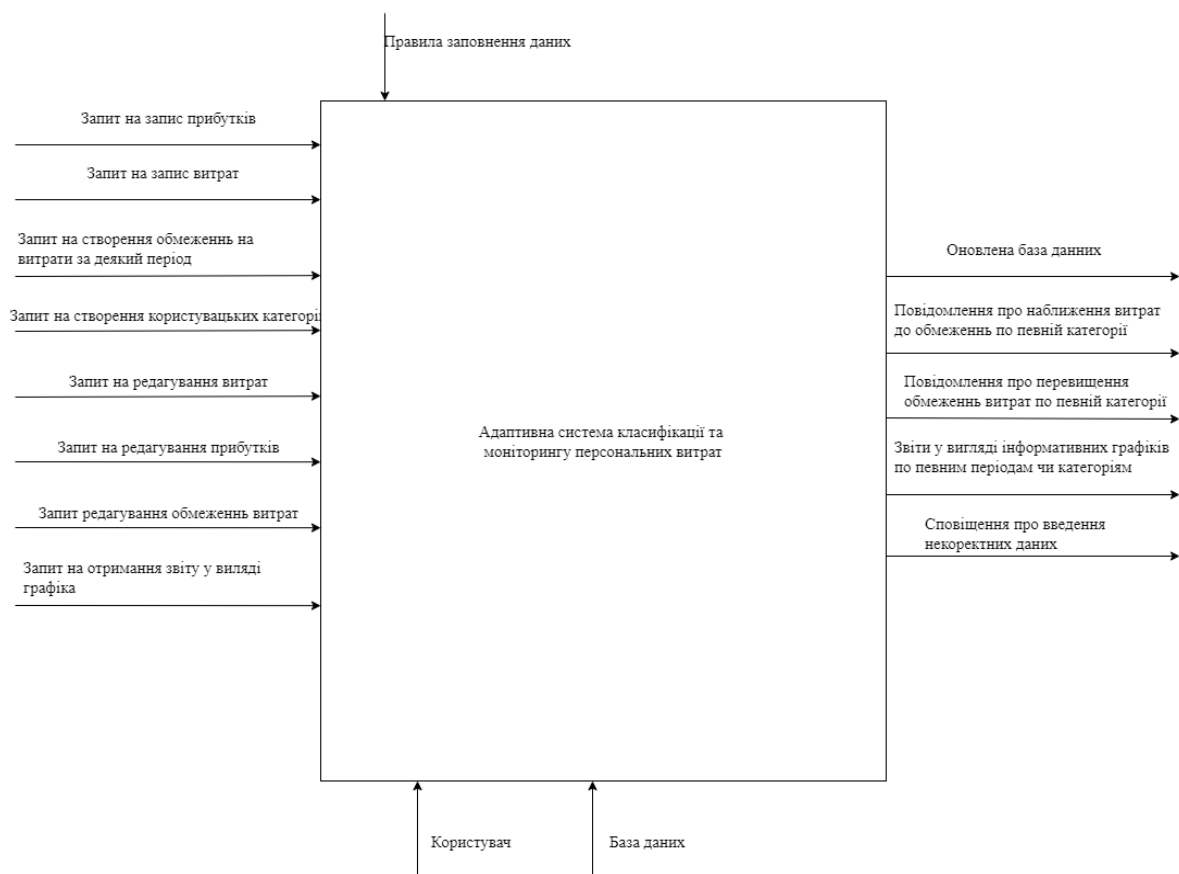 Правила заповнення даних
Запит на запис прибутків
Запит на запис витрат
Запит на створення обмеженнь на
витрати за деякий період
Запит на створення користувацьких категорі
Запит на редагування витрат
Запит на редагування прибутків
Запит редагування обмеженнь витрат
Запит на отримання звіту у виляді
графіка
Адаптивна система класифікації та
моніторингу персональних витрат
Оновлена база данних
Повідомлення про наближення витрат
до обмеженнь по певній категорії
Повідомлення про перевищення
обмеженнь витрат по певній категорії
Звіти у вигляді інформативних графіків
по певним періодам чи категоріям
Сповіщення про введення
некоректних даних
Користувач
База даних